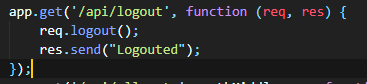 app.get('/api/logout', function (req, res) {
    req.logout();
    res.send("Logouted");
});